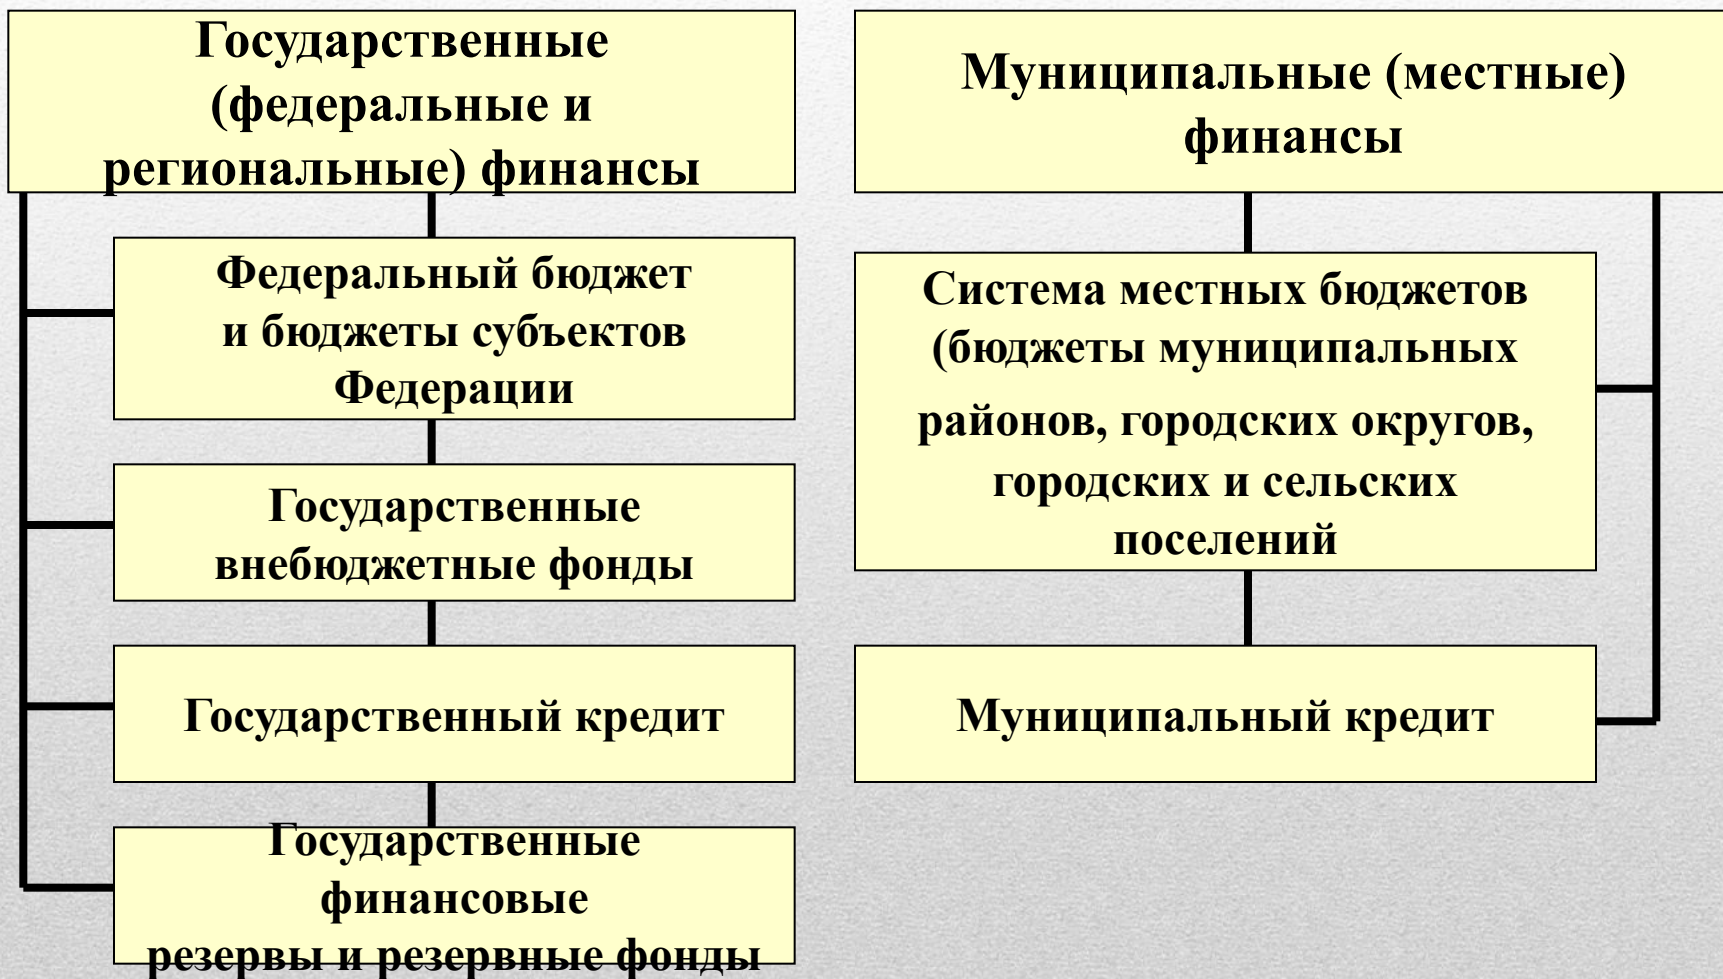 Государственные
(федеральные и
региональные) финансы
Федеральный бюджет
и бюджеты субъектов
Федерации
Государственные
внебюджетные фонды
Государственный кредит
Государственные
финансовые
резервы и резервные фонды
Муниципальные (местные)
финансы
Система местных бюджетов
(бюджеты муниципальных
районов, городских округов,
городских и сельских
поселений
Муниципальный кредит